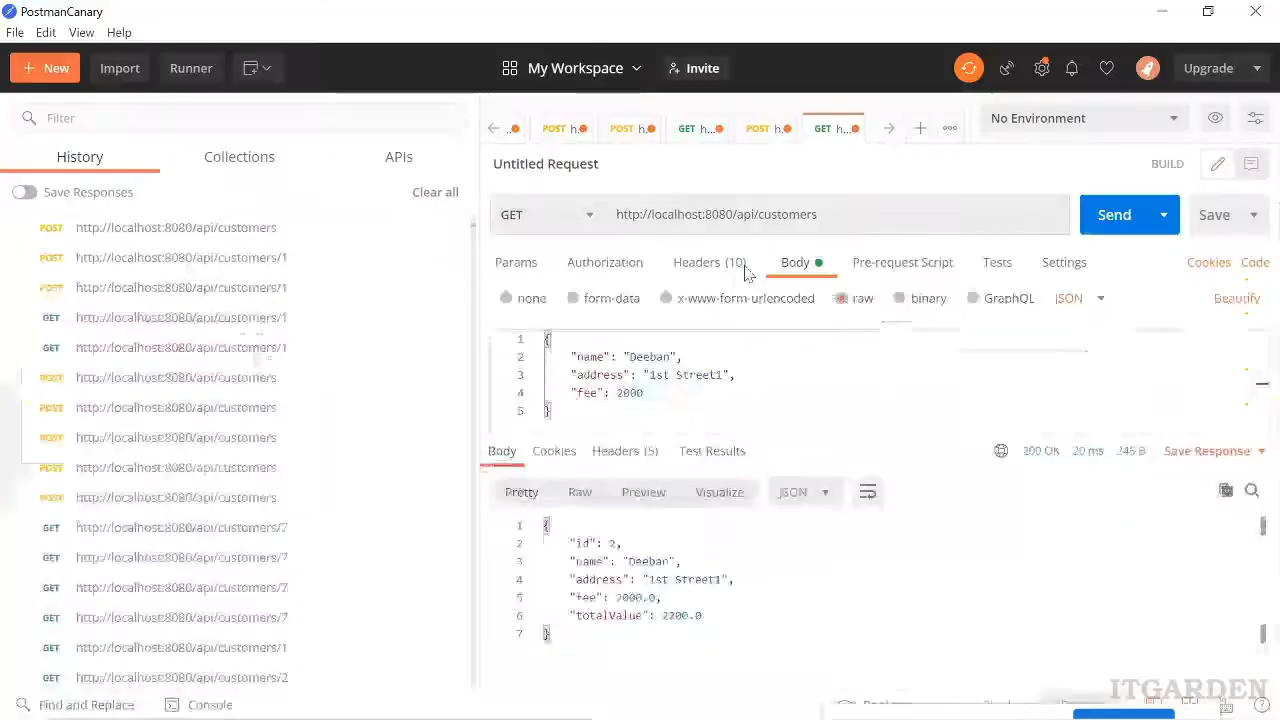 PostmanCanary
File Edit View Help
New Import Runner My Workspace Invite Upgrade
Filter
History Collections APIs
Save Responses Clear all
POST http://localhost:8080/api/customers
POST http://localhost:8080/api/customers/1
POST http://localhost:8080/api/customers/1
GET http://localhost:8080/api/customers/1
GET http://localhost:8080/api/customers/1
POST http://localhost:8080/api/customers
POST http://localhost:8080/api/customers
POST http://localhost:8080/api/customers
POST http://localhost:8080/api/customers
POST http://localhost:8080/api/customers
GET http://localhost:8080/api/customers/7
GET http://localhost:8080/api/customers/7
GET http://localhost:8080/api/customers/7
GET http://localhost:8080/api/customers/7
GET http://localhost:8080/api/customers/1
GET http://localhost:8080/api/customers/2
Find and Replace Console
... POST h... POST h... GET h... POST h... GET h... No Environment
Untitled Request BUILD
GET http://localhost:8080/api/customers Send Save
Params Authorization Headers (10) Body Pre-request Script Tests Settings Cookies Code
none form-data x-www-form-urlencoded raw binary GraphQL JSON Beautify
1 {
2 "name": "Deeban",
3 "address": "1st Street1",
4 "fee": 2000
5 }
Body Cookies Headers (5) Test Results 200 OK 20 ms 245 B Save Response
Pretty Raw Preview Visualize JSON
1 {
2 "id": 2,
3 "name": "Deeban",
4 "address": "1st Street1",
5 "fee": 2000.0,
6 "totalValue": 2200.0
7 }
ITGARDEN